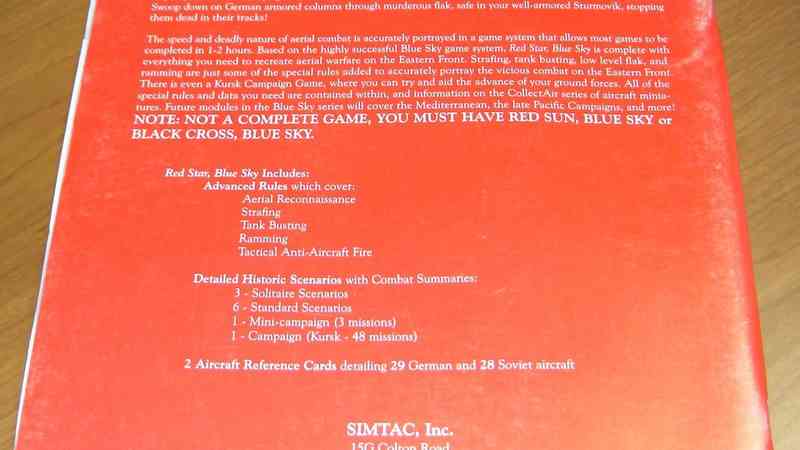 Swoop down on German armored columns through murderous flak, safe in your well-armored Sturmovik, stopping
them dead in their tracks!
The speed and deadly nature of aerial combat is accurately portrayed in a game system that allows most games to be
completed in 1-2 hours. Based on the highly successful Blue Sky game system, Red Star, Blue Sky is complete with
everything you need to recreate aerial warfare on the Eastern Front. Strafing, tank busting, low level flak, and
ramming are just some of the special rules added to accurately portray the vicious combat on the Eastern Front.
There is even a Kursk Campaign Game, where you can try and aid the advance of your ground forces. All of the
special rules and data you need are contained within, and information on the CollectAir series of aircraft minia-
tures. Future modules in the Blue Sky series will cover the Mediterranean, the late Pacific Campaigns, and more!
NOTE: NOT A COMPLETE GAME, YOU MUST HAVE RED SUN, BLUE SKY or
BLACK CROSS, BLUE SKY.
Red Star, Blue Sky Includes:
Advanced Rules which cover:
Aerial Reconnaissance
Strafing
Tank Busting
Ramming
Tactical Anti-Aircraft Fire
Detailed Historic Scenarios with Combat Summaries:
3 - Solitaire Scenarios
6 - Standard Scenarios
1 - Mini-campaign (3 missions)
1 - Campaign (Kursk - 48 missions)
2 Aircraft Reference Cards detailing 29 German and 28 Soviet aircraft
SIMTAC, Inc.
15G Colton Road